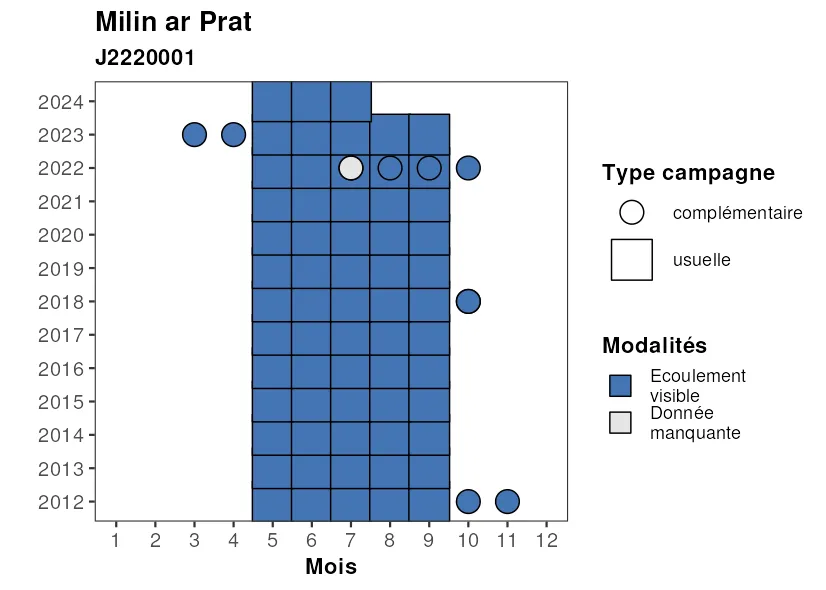 Milin ar Prat
J2220001
2024
2023
2022
2021
2020
2019
2018
2017
2016
2015
2014
2013
2012
1 2 3 4 5 6 7 8 9 10 11 12
Mois
Type campagne
complémentaire
usuelle
Modalités
Ecoulement
visible
Donnée
manquante